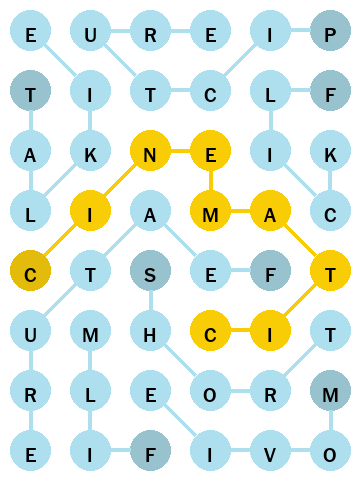 E U R E I P
T I T C L F
A K N E I K
L I A M A C
C T S E F T
U M H C I T
R L E O R M
E I F I V O